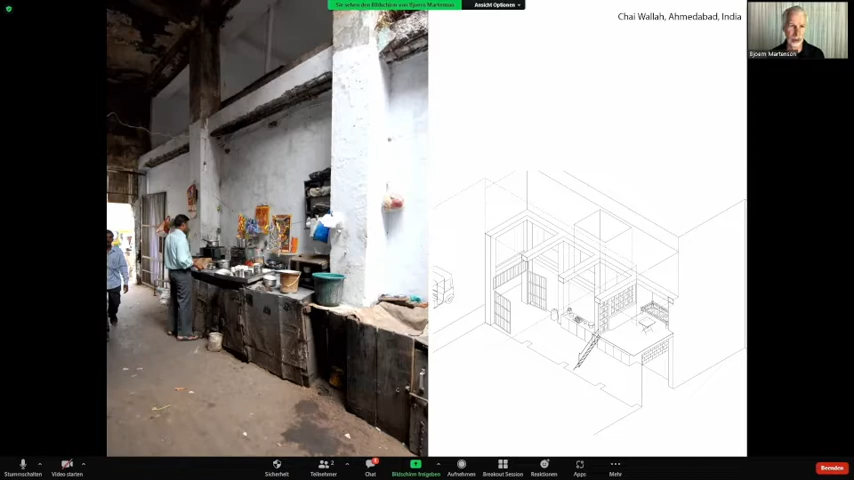 Sie sehen den Bildschirm von Bjoern Martenson
Ansicht Optionen
Chai Wallah, Ahmedabad, India
Bjoern Martenson
Stummschalten
Video starten
Sicherheit
Teilnehmer
2
Chat
Bildschirm freigeben
Aufnehmen
Breakout Session
Reaktionen
Apps
Mehr
Beenden